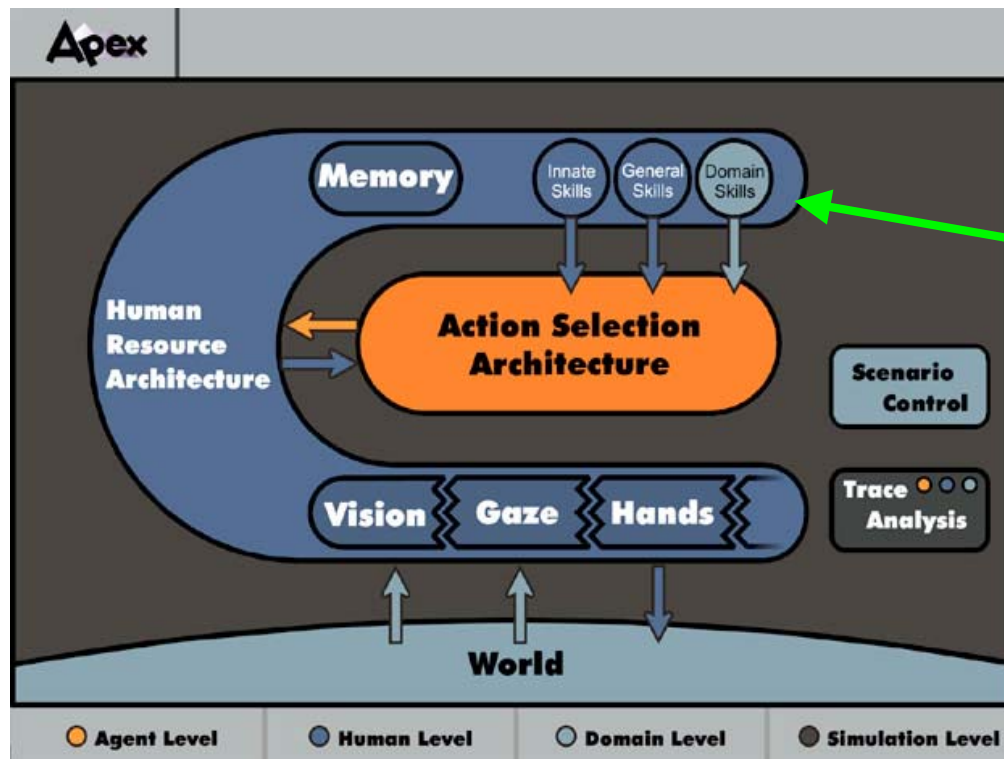 Apex
Memory
Innate
Skills
General
Skills
Domain
Skills
Human
Resource
Architecture
Action Selection
Architecture
Scenario
Control
Trace
Analysis
Vision
Gaze
Hands
World
Agent Level
Human Level
Domain Level
Simulation Level